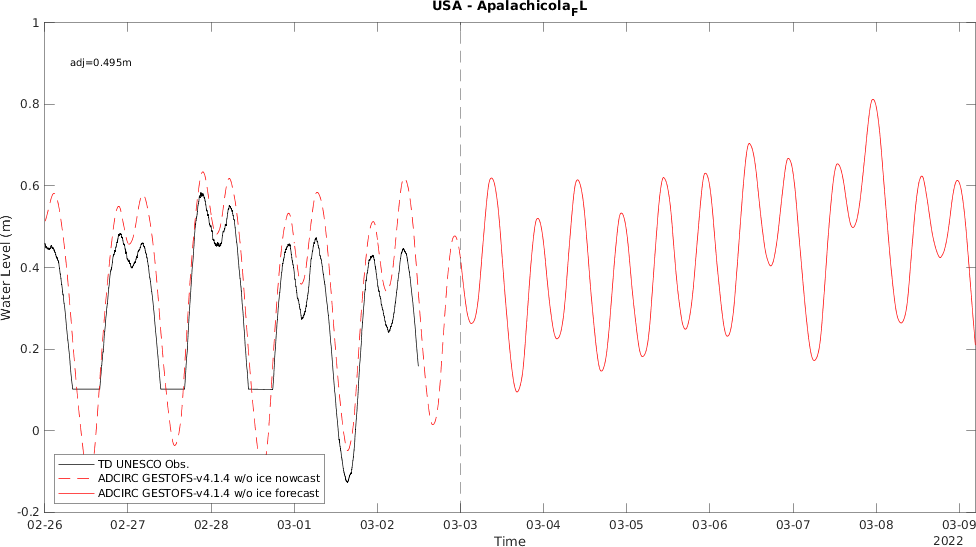 USA - Apalachicola_FL
1
adj=0.495m
0.8
0.6
0.4
0.2
0
-0.2
Water Level (m)
TD UNESCO Obs.
ADCIRC GESTOFS-v4.1.4 w/o ice nowcast
ADCIRC GESTOFS-v4.1.4 w/o ice forecast
02-26 02-27 02-28 03-01 03-02 03-03 03-04 03-05 03-06 03-07 03-08 03-09
Time
2022